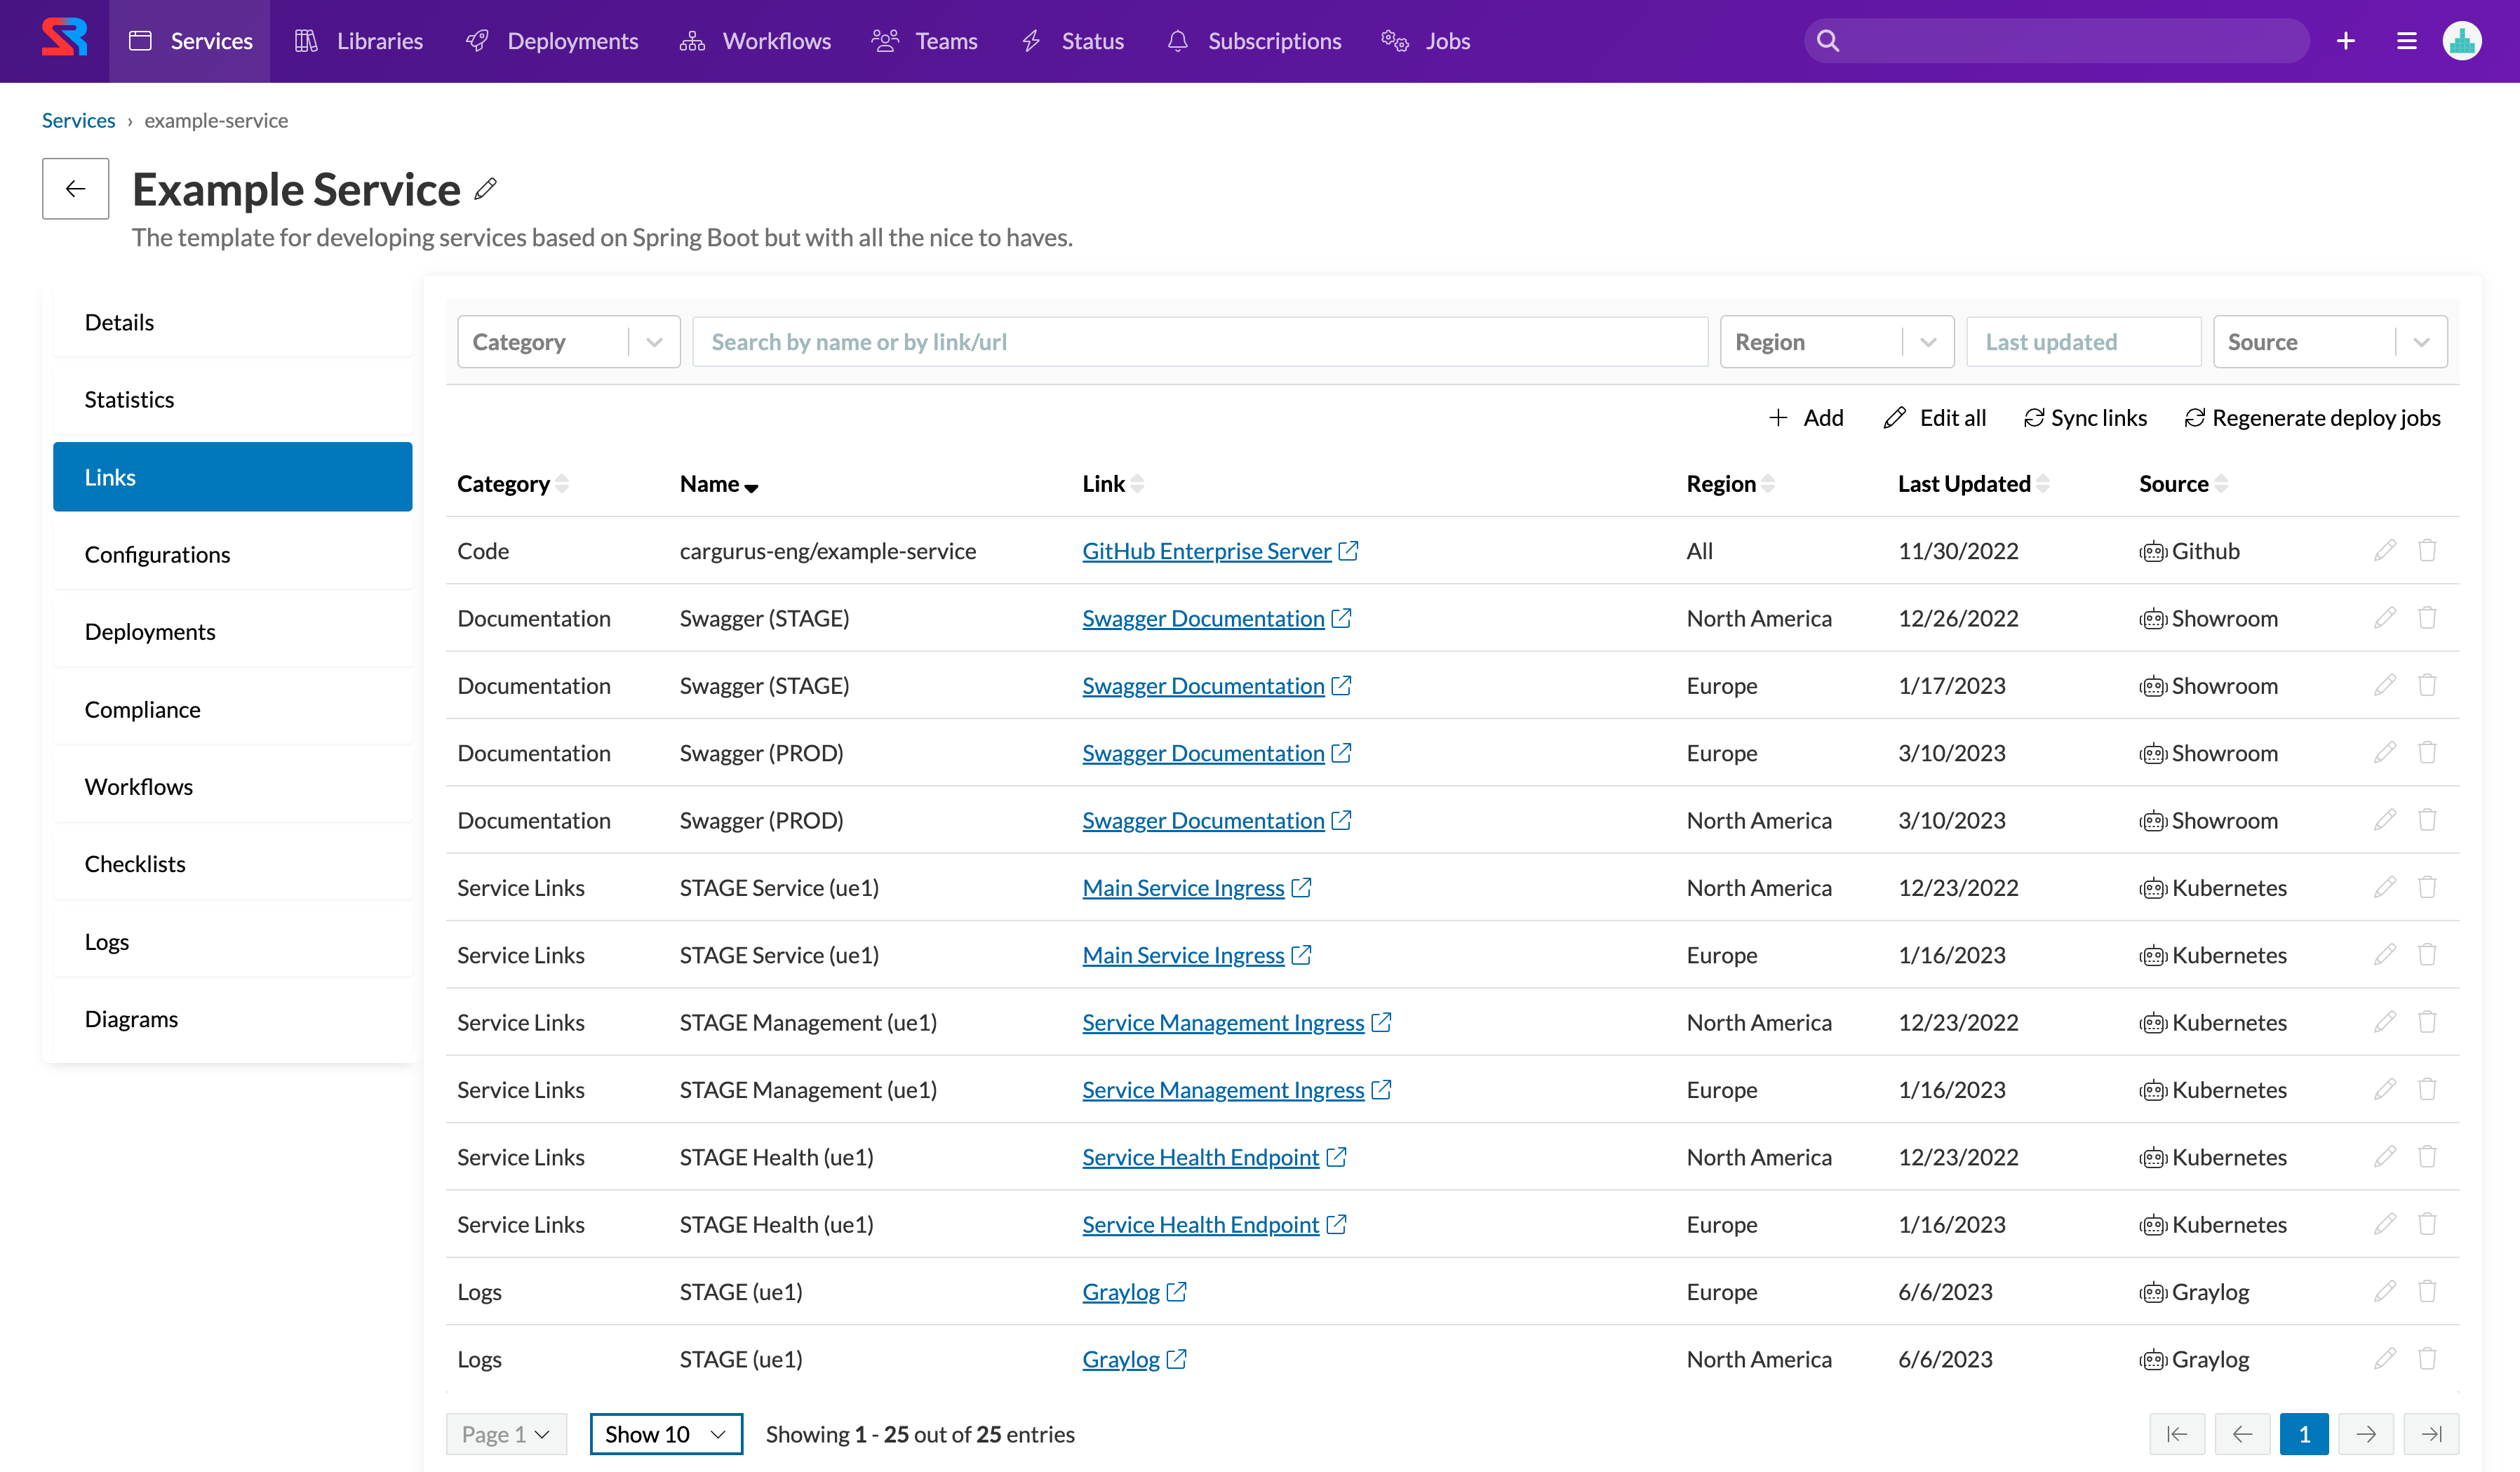 SR Services Libraries Deployments Workflows Teams Status Subscriptions Jobs
Services › example-service
Example Service
The template for developing services based on Spring Boot but with all the nice to haves.
Details
Statistics
Links
Configurations
Deployments
Compliance
Workflows
Checklists
Logs
Diagrams
Category Search by name or by link/url Region Last updated Source
Add Edit all Sync links Regenerate deploy jobs
Category Name Link Region Last Updated Source
Code cargurus-eng/example-service GitHub Enterprise Server All 11/30/2022 Github
Documentation Swagger (STAGE) Swagger Documentation North America 12/26/2022 Showroom
Documentation Swagger (STAGE) Swagger Documentation Europe 1/17/2023 Showroom
Documentation Swagger (PROD) Swagger Documentation Europe 3/10/2023 Showroom
Documentation Swagger (PROD) Swagger Documentation North America 3/10/2023 Showroom
Service Links STAGE Service (ue1) Main Service Ingress North America 12/23/2022 Kubernetes
Service Links STAGE Service (ue1) Main Service Ingress Europe 1/16/2023 Kubernetes
Service Links STAGE Management (ue1) Service Management Ingress North America 12/23/2022 Kubernetes
Service Links STAGE Management (ue1) Service Management Ingress Europe 1/16/2023 Kubernetes
Service Links STAGE Health (ue1) Service Health Endpoint North America 12/23/2022 Kubernetes
Service Links STAGE Health (ue1) Service Health Endpoint Europe 1/16/2023 Kubernetes
Logs STAGE (ue1) Graylog Europe 6/6/2023 Graylog
Logs STAGE (ue1) Graylog North America 6/6/2023 Graylog
Page 1 Show 10 Showing 1 - 25 out of 25 entries 1